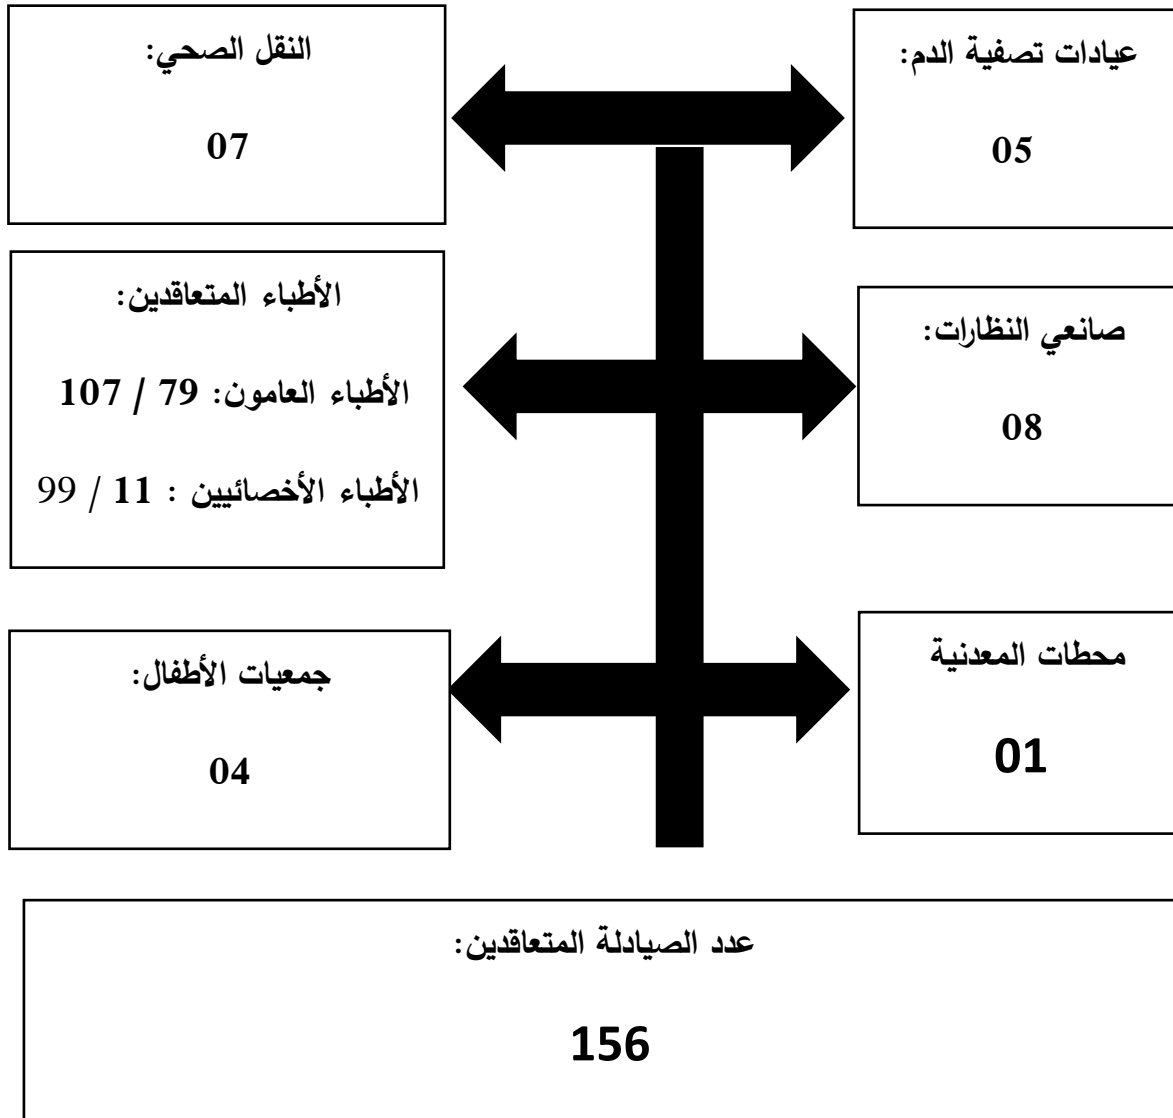 عيادات تصفية الدم:
05
النقل الصحي:
07
صانعي النظارات:
08
الأطباء المتعاقدين:
الأطباء العامون: 79 / 107
الأطباء الأخصائيين : 11 / 99
محطات المعدنية
01
جمعيات الأطفال:
04
عدد الصيادلة المتعاقدين:
156